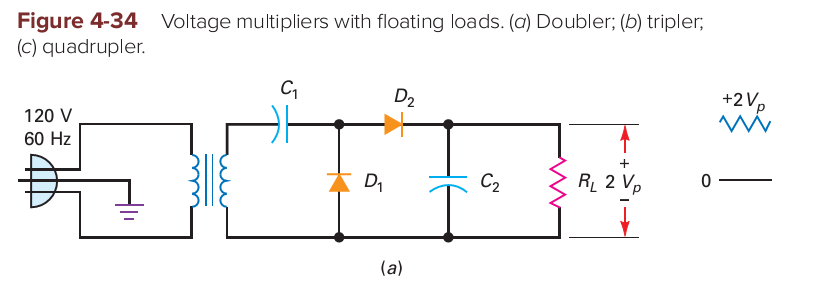 Figure 4-34 Voltage multipliers with floating loads. (a) Doubler; (b) tripler;
(c) quadrupler.
C1
D2
+2Vp
120 V
60 Hz
+
D1
C2
RL 2 Vp
0
−
(a)